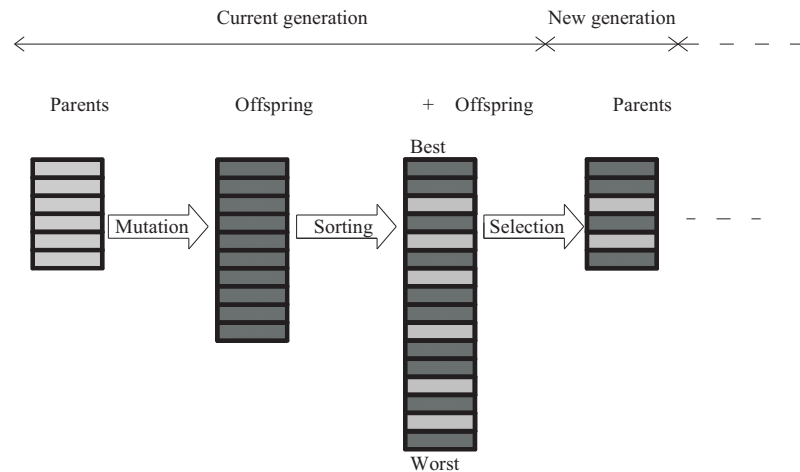 Current generation New generation
Parents Offspring + Offspring Parents
Best
Mutation Sorting Selection
Worst